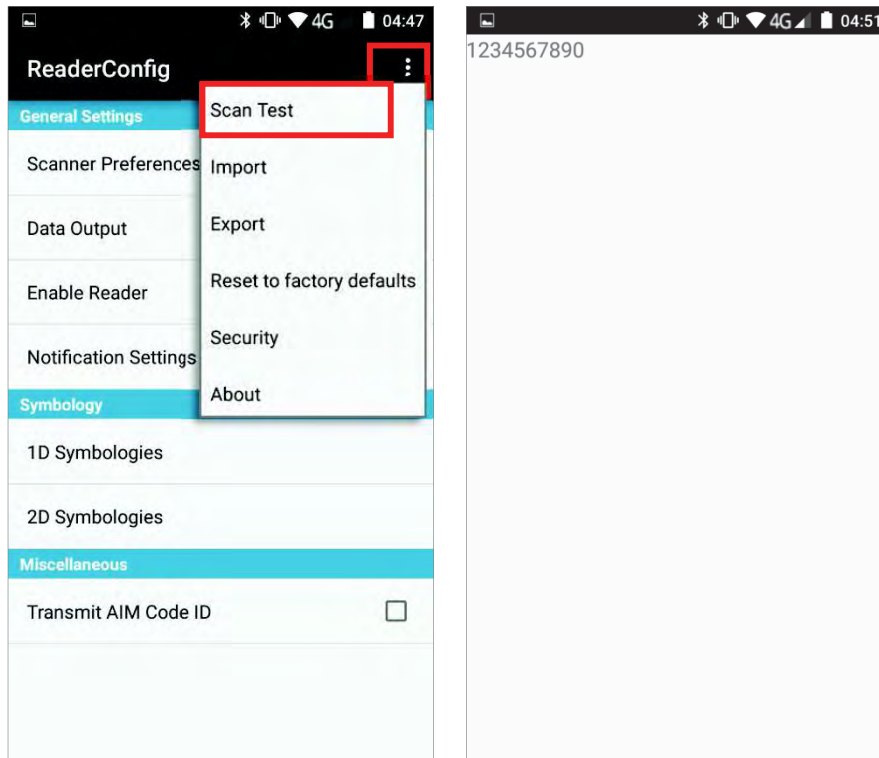 4G 04:47
ReaderConfig
General Settings
Scanner Preferences
Data Output
Enable Reader
Notification Settings
Symbology
1D Symbologies
2D Symbologies
Miscellaneous
Transmit AIM Code ID
Scan Test
Import
Export
Reset to factory defaults
Security
About
4G 04:51
1234567890